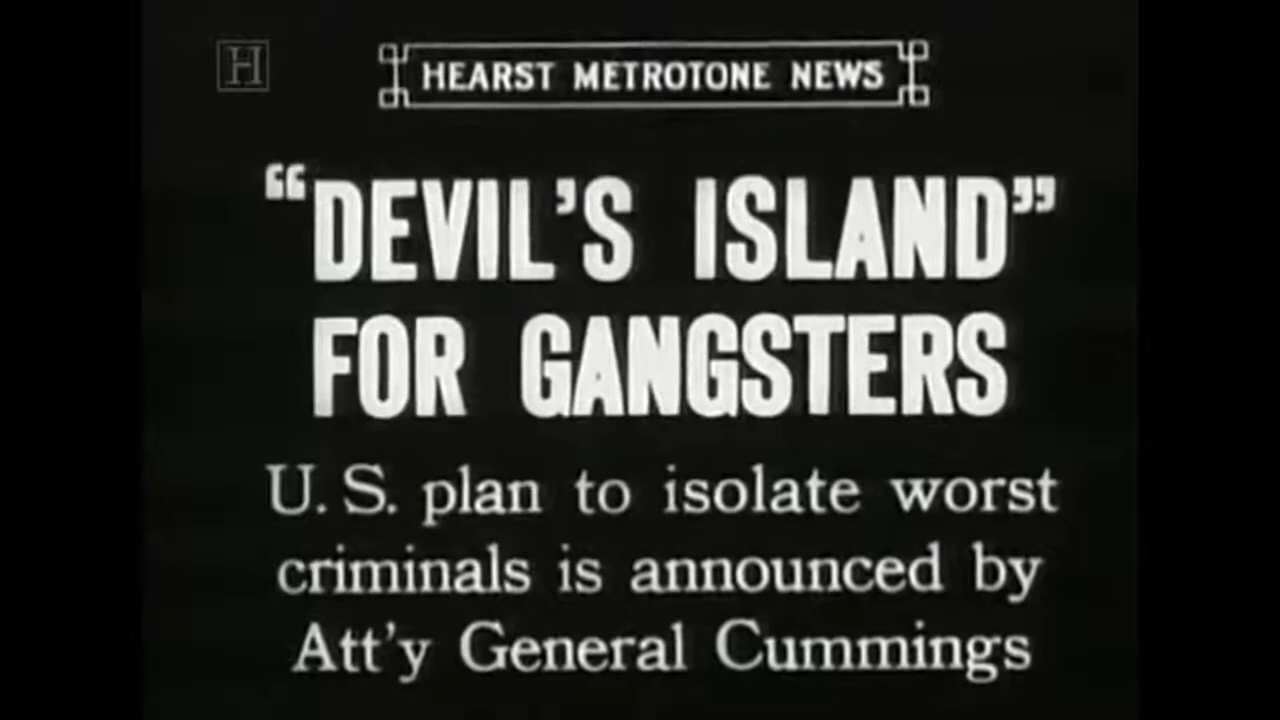 H
HEARST METROTONE NEWS
“DEVIL’S ISLAND”
FOR GANGSTERS
U. S. plan to isolate worst
criminals is announced by
Att’y General Cummings